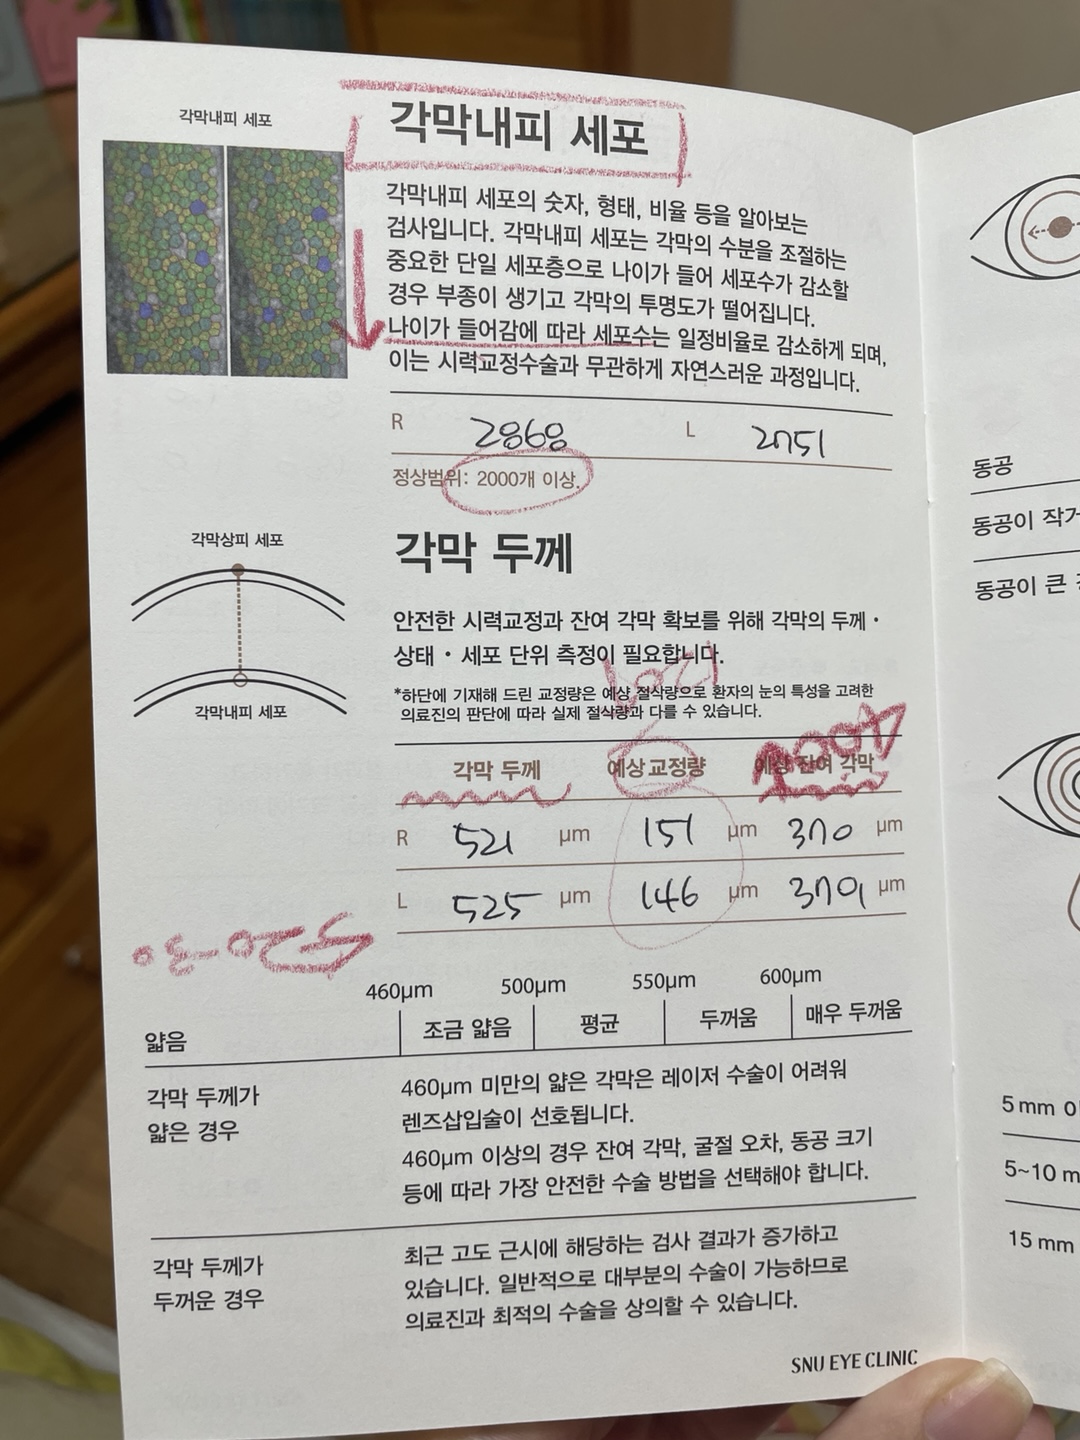 각막내피 세포
각막내피 세포
각막내피 세포의 숫자, 형태, 비율 등을 알아보는
검사입니다. 각막내피 세포는 각막의 수분을 조절하는
중요한 단일 세포층으로 나이가 들어 세포수가 감소할
경우 부종이 생기고 각막의 투명도가 떨어집니다.
나이가 들어감에 따라 세포수는 일정비율로 감소하게 되며,
이는 시력교정수술과 무관하게 자연스러운 과정입니다.
R 2868 L 2751
정상범위: 2000개 이상.
각막상피 세포
각막내피 세포
각막 두께
안전한 시력교정과 잔여 각막 확보를 위해 각막의 두께・
상태・세포 단위 측정이 필요합니다.
*하단에 기재해 드린 교정량은 예상 절삭량으로 환자의 눈의 특성을 고려한
의료진의 판단에 따라 실제 절삭량과 다를 수 있습니다.
각막 두께 예상 교정량 예상 잔여 각막
R 521 μm 151 μm 370 μm
L 525 μm 146 μm 379 μm
20-30
460μm 500μm 550μm 600μm
얇음 조금 얇음 평균 두꺼움 매우 두꺼움
각막 두께가
얇은 경우
460μm 미만의 얇은 각막은 레이저 수술이 어려워
렌즈삽입술이 선호됩니다.
460μm 이상의 경우 잔여 각막, 굴절 오차, 동공 크기
등에 따라 가장 안전한 수술 방법을 선택해야 합니다.
각막 두께가
두꺼운 경우
최근 고도 근시에 해당하는 검사 결과가 증가하고
있습니다. 일반적으로 대부분의 수술이 가능하므로
의료진과 최적의 수술을 상의할 수 있습니다.
SNU EYE CLINIC
동공
동공이
동공이 큰
5mm
5~10
15mm